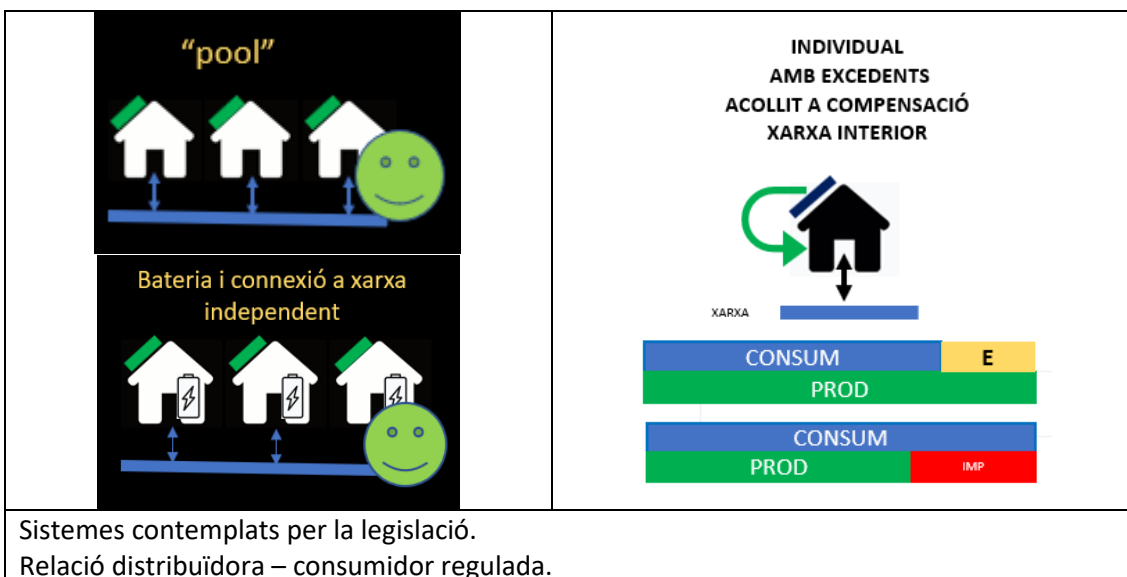 “pool”
Bateria i connexió a xarxa
independent
INDIVIDUAL
AMB EXCEDENTS
ACOLLIT A COMPENSACIÓ
XARXA INTERIOR
XARXA
CONSUM E
PROD
CONSUM
PROD IMP
Sistemes contemplats per la legislació.
Relació distribuïdora – consumidor regulada.